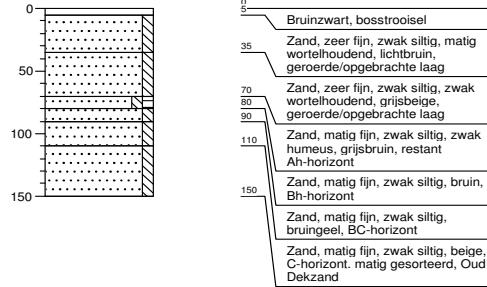 0
50
100
150
0
5
Bruinzwart, bosstrooisel
35
Zand, zeer fijn, zwak siltig, matig
wortelhoudend, lichtbruin,
geroerde/opgebrachte laag
70
Zand, zeer fijn, zwak siltig, zwak
wortelhoudend, grijsbeige,
geroerde/opgebrachte laag
80
Zand, matig fijn, zwak siltig, zwak
humeus, grijsbruin, restant
Ah-horizont
90
Zand, matig fijn, zwak siltig, bruin,
Bh-horizont
110
Zand, matig fijn, zwak siltig,
bruingeel, BC-horizont
150
Zand, matig fijn, zwak siltig, beige,
C-horizont. matig gesorteerd, Oud
Dekzand